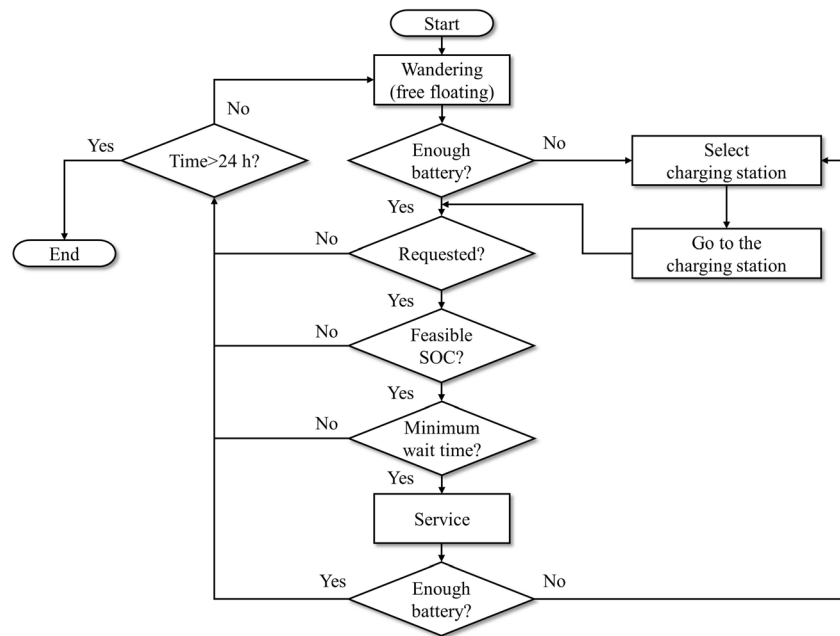 Start
Wandering
(free floating)
No
Yes
Time>24 h?
Enough
battery?
No
Select
charging station
Yes
End
No
Requested?
Go to the
charging station
Yes
No
Feasible
SOC?
Yes
No
Minimum
wait time?
Yes
Service
Yes
Enough
battery?
No